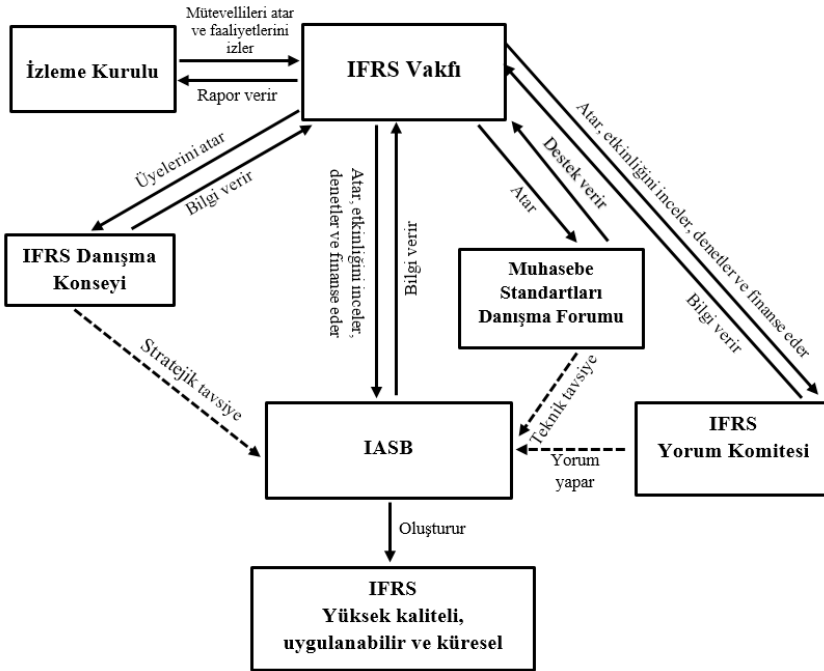 Mütevellileri atar
ve faaliyetlerini
izler
İzleme Kurulu
IFRS Vakfı
Rapor verir
Üyelerini atar
Bilgi verir
Atar, etkinliğini inceler,
denetler ve finanse eder
Bilgi verir
Destek verir
Atar
Atar, etkinliğini inceler, denetler ve finanse eder
Bilgi verir
IFRS Danışma
Konseyi
Muhasebe
Standartları
Danışma Forumu
Stratejik tavsiye
Teknik tavsiye
IASB
Yorum
yapar
IFRS
Yorum Komitesi
Oluşturur
IFRS
Yüksek kaliteli,
uygulanabilir ve küresel